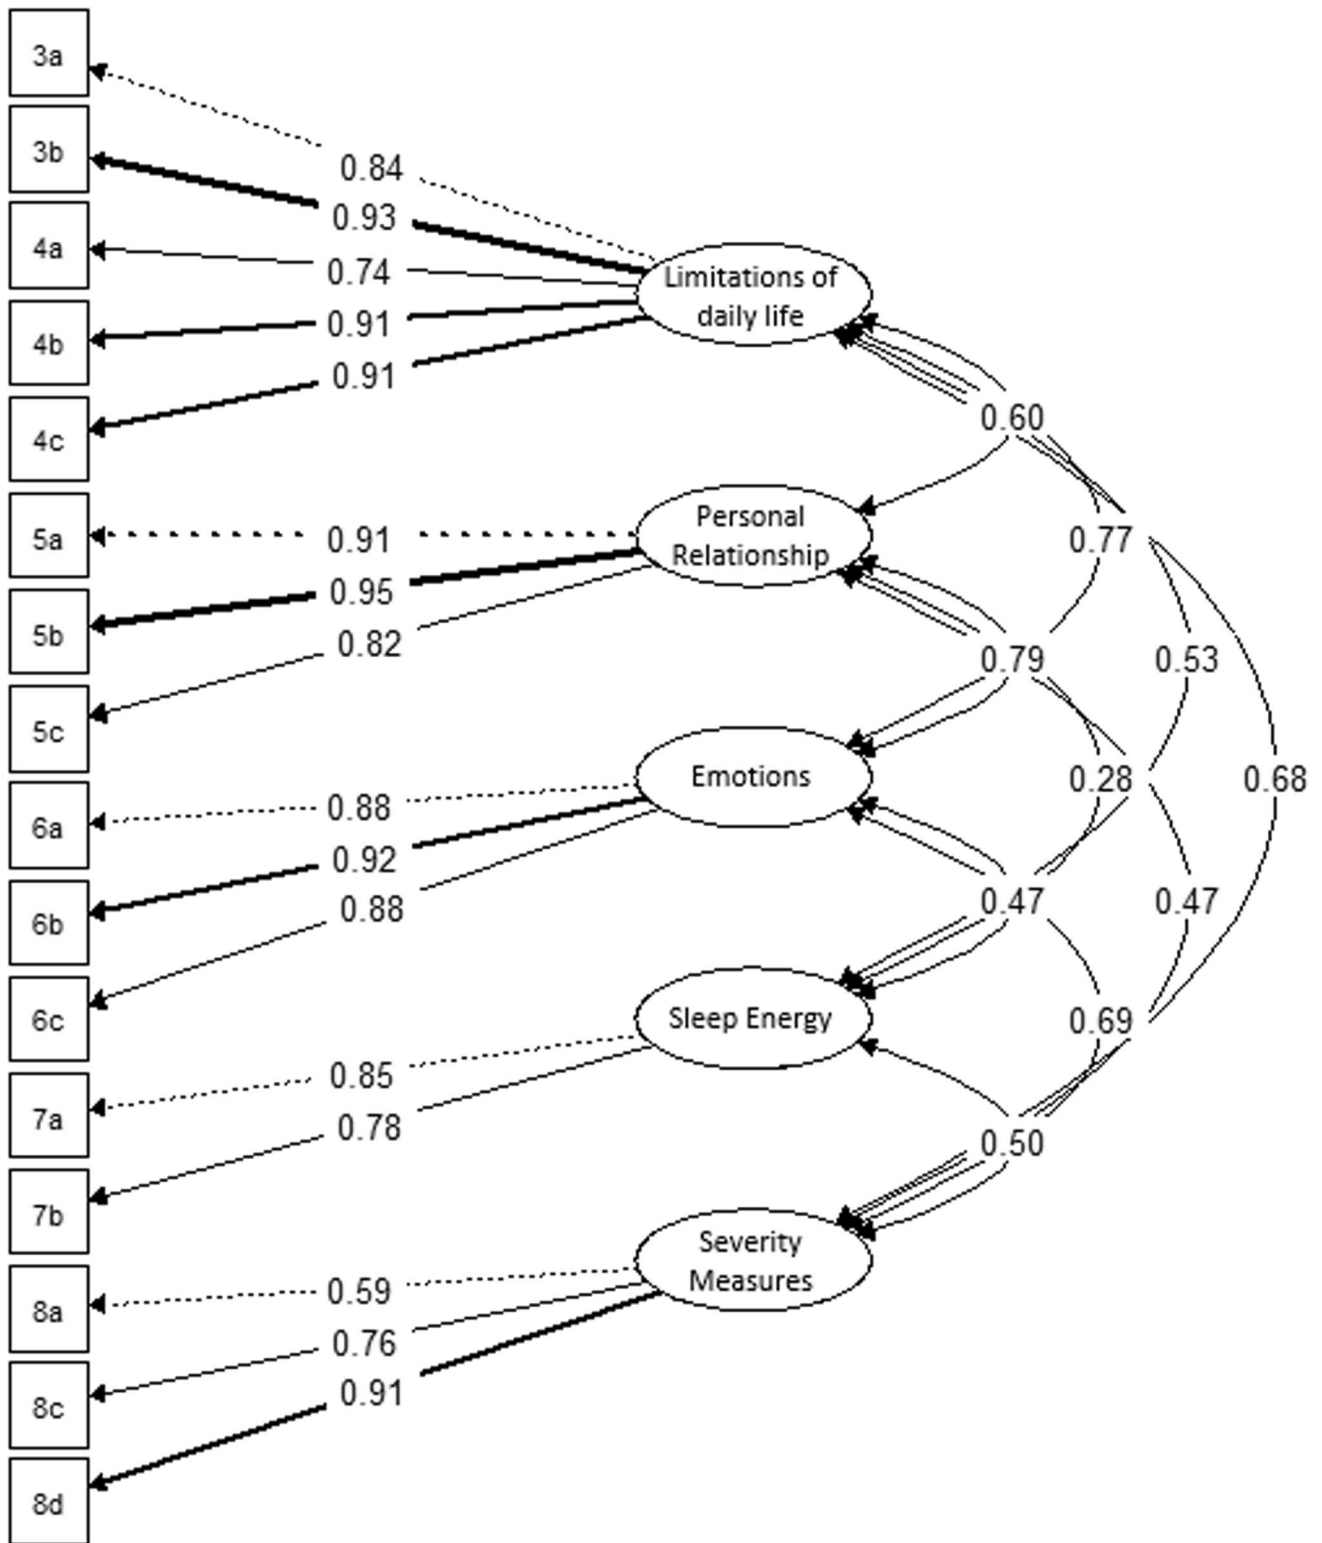 3a
3b
4a
4b
4c
5a
5b
5c
6a
6b
6c
7a
7b
8a
8c
8d
0.84
0.93
0.74
0.91
0.91
0.91
0.95
0.82
0.88
0.92
0.88
0.85
0.78
0.59
0.76
0.91
Limitations of
daily life
Personal
Relationship
Emotions
Sleep Energy
Severity
Measures
0.60
0.77
0.79
0.53
0.28
0.68
0.47
0.47
0.69
0.50